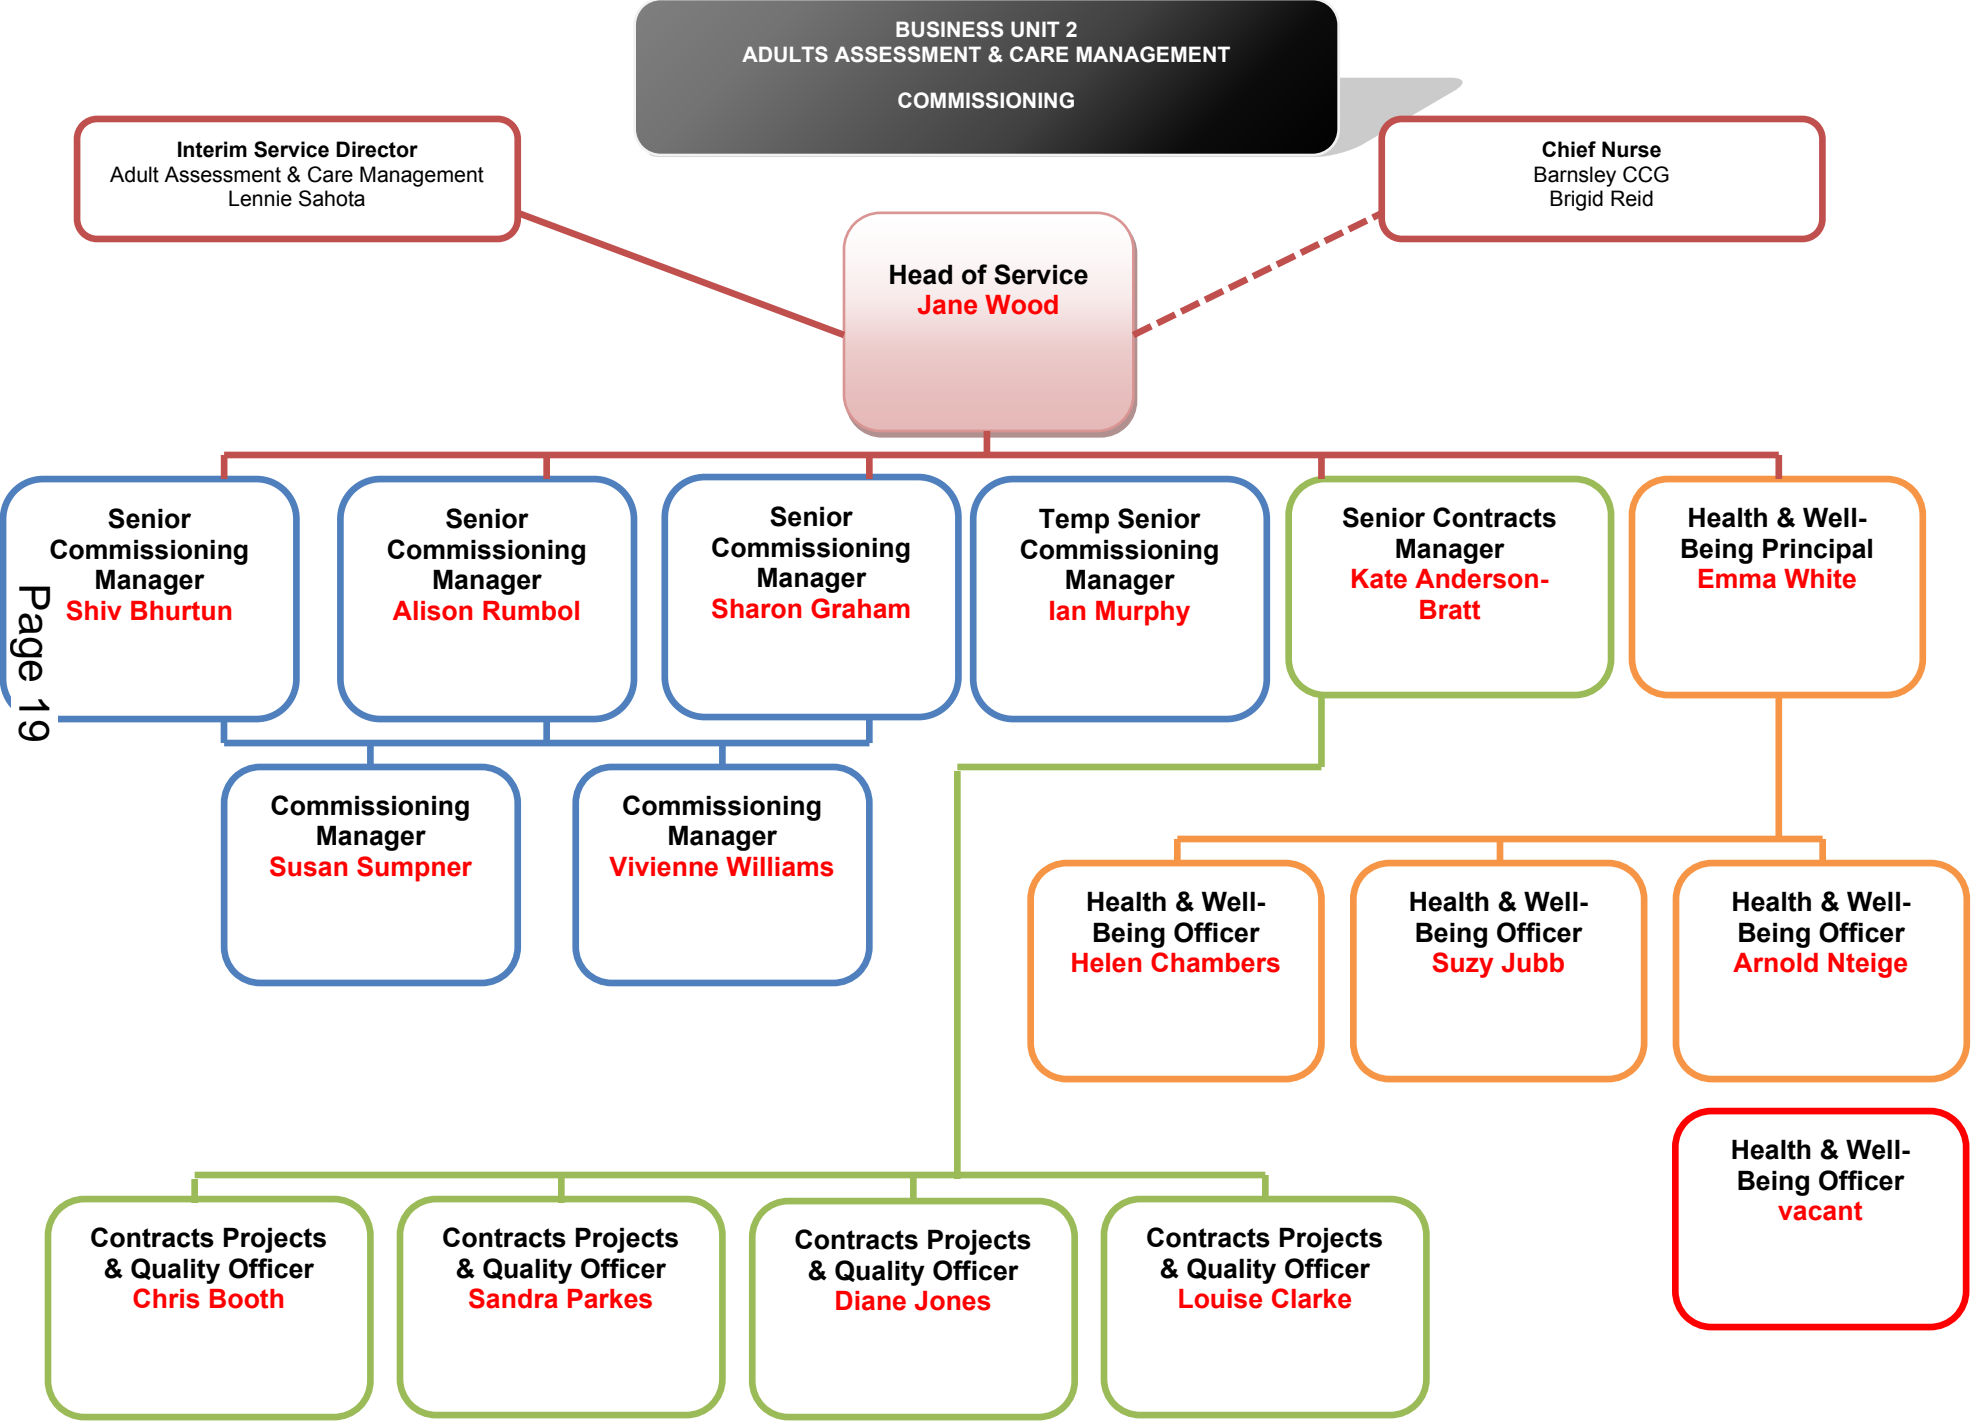 BUSINESS UNIT 2
ADULTS ASSESSMENT & CARE MANAGEMENT
COMMISSIONING
Interim Service Director
Adult Assessment & Care Management
Lennie Sahota
Chief Nurse
Barnsley CCG
Brigid Reid
Head of Service
Jane Wood
Senior
Commissioning
Manager
Shiv Bhurtun
Senior
Commissioning
Manager
Alison Rumbol
Senior
Commissioning
Manager
Sharon Graham
Temp Senior
Commissioning
Manager
Ian Murphy
Senior Contracts
Manager
Kate Anderson-
Bratt
Health & Well-
Being Principal
Emma White
Page 19
Commissioning
Manager
Susan Sumpner
Commissioning
Manager
Vivienne Williams
Health & Well-
Being Officer
Helen Chambers
Health & Well-
Being Officer
Suzy Jubb
Health & Well-
Being Officer
Arnold Nteige
Health & Well-
Being Officer
vacant
Contracts Projects
& Quality Officer
Chris Booth
Contracts Projects
& Quality Officer
Sandra Parkes
Contracts Projects
& Quality Officer
Diane Jones
Contracts Projects
& Quality Officer
Louise Clarke